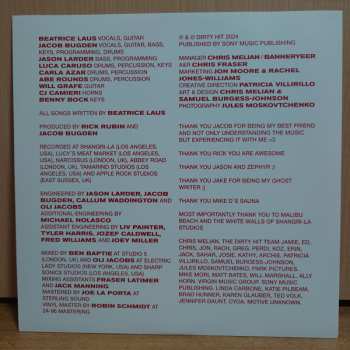 BEATRICE LAUS VOCALS, GUITAR
JACOB BUGDEN VOCALS, GUITAR, BASS,
KEYS, PROGRAMMING, DRUMS
JASON LARDER BASS, PROGRAMMING
LUCA CARUSO DRUMS, PERCUSSION, KEYS
CARLA AZAR DRUMS, PERCUSSION
ABE ROUNDS DRUMS, PERCUSSION
WILL GRAFE GUITAR
CJ CAMIERI HORNS
BENNY BOCK KEYS
ALL SONGS WRITTEN BY BEATRICE LAUS
PRODUCED BY RICK RUBIN AND
JACOB BUGDEN
RECORDED AT SHANGRI-LA (LOS ANGELES,
USA), LUCY'S MEAT MARKET (LOS ANGELES,
USA), NARCISSUS (LONDON, UK), ABBEY ROAD
(LONDON, UK), TAMARIND STUDIOS (LOS
ANGELES, USA) AND APPLE ROCK STUDIOS
(EAST SUSSEX, UK)
ENGINEERED BY JASON LARDER, JACOB
BUGDEN, CALLUM WADDINGTON AND
OLI JACOBS
ADDITIONAL ENGINEERING BY
MICHAEL NOLASCO
ASSISTANT ENGINEERING BY LIV PAINTER,
TYLER HARRIS, JOZEF CALDWELL,
FRED WILLIAMS AND JOEY MILLER
MIXED BY BEN BAPTIE AT STUDIO 5
(LONDON, UK) AND OLI JACOBS AT ELECTRIC
LADY STUDIOS (NEW YORK, USA) AND SHARP
SONICS STUDIOS (LOS ANGELES, USA)
MIXING ASSISTANTS FRASER LATIMER
AND JACK MANNING
MASTERED BY JOE LA PORTA AT
STERLING SOUND
VINYL MASTER BY ROBIN SCHMIDT AT
24-96 MASTERING
℗ & © DIRTY HIT 2024
PUBLISHED BY SONY MUSIC PUBLISHING
MANAGER CHRIS MELIAN / BANNERYEER
A&R CHRIS FRASER
MARKETING JON MOORE & RACHEL
JONES-WILLIAMS
CREATIVE DIRECTION PATRICIA VILLIRILLO
ART & DESIGN CHRIS MELIAN &
SAMUEL BURGESS-JOHNSON
PHOTOGRAPHY JULES MOSKOVTCHENKO
THANK YOU JACOB FOR BEING MY BEST FRIEND
AND NOT ONLY UNDERSTANDING THE MUSIC
BUT EXPERIENCING IT WITH ME <3
THANK YOU RICK YOU ARE AWESOME
THANK YOU JASON AND ZEPHYR :)
THANK YOU JAKE FOR BEING MY GHOST
WRITER ;)
THANK YOU MIKE D'S SAUNA
MOST IMPORTANTLY THANK YOU TO MALIBU
BEACH AND THE WHITE WALLS OF SHANGRI-LA
STUDIOS
CHRIS MELIAN, THE DIRTY HIT TEAM: JAMIE, ED,
CHRIS, JON, RACHEL, GREG, PERDI, KOZ, ERIN,
JACK, SARAH, JOSIE, KATHY, ARCHIE, PATRICIA
VILLIRILLO, SAMUEL BURGESS-JOHNSON,
JULES MOSKOVTCHENKO, PARK PICTURES,
MIKE MORI, MATT BATES, WILL MARSHALL, ALLY
HORN, VIRGIN MUSIC GROUP, SONY MUSIC
PUBLISHING, LINDA CARBONE, KATIE PILBEAM,
BRAD HUNNER, KAREN GLAUBER, TED VOLK,
JENNIFER DAUNT, CYOA, MOTIVE UNKNOWN.